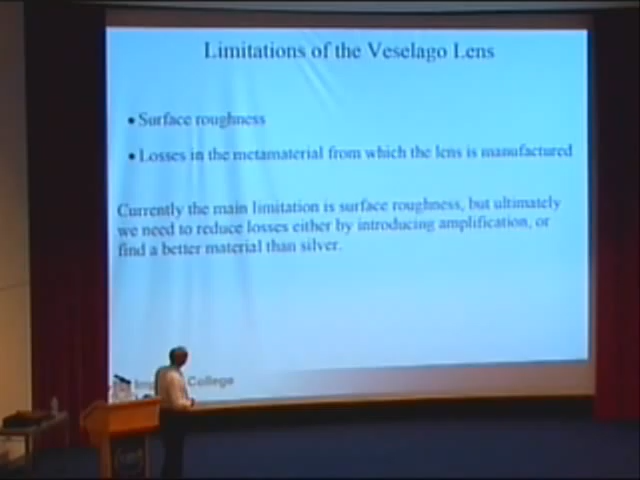 Limitations of the Veselago Lens
• Surface roughness
• Losses in the metamaterial from which the lens is manufactured
Currently the main limitation is surface roughness, but ultimately
we need to reduce losses either by introducing amplification, or
find a better material than silver.
College